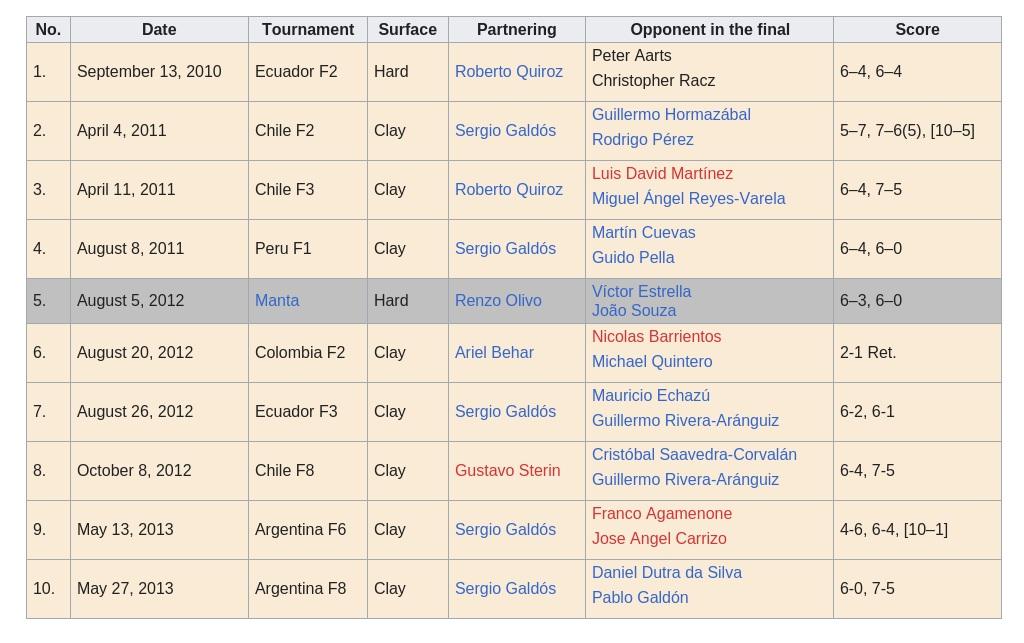 No. Date Tournament Surface Partnering Opponent in the final Score
1. September 13, 2010 Ecuador F2 Hard Roberto Quiroz Peter Aarts
Christopher Racz 6–4, 6–4
2. April 4, 2011 Chile F2 Clay Sergio Galdós Guillermo Hormazábal
Rodrigo Pérez 5–7, 7–6(5), [10–5]
3. April 11, 2011 Chile F3 Clay Roberto Quiroz Luis David Martínez
Miguel Ángel Reyes-Varela 6–4, 7–5
4. August 8, 2011 Peru F1 Clay Sergio Galdós Martín Cuevas
Guido Pella 6–4, 6–0
5. August 5, 2012 Manta Hard Renzo Olivo Víctor Estrella
João Souza 6–3, 6–0
6. August 20, 2012 Colombia F2 Clay Ariel Behar Nicolas Barrientos
Michael Quintero 2-1 Ret.
7. August 26, 2012 Ecuador F3 Clay Sergio Galdós Mauricio Echazú
Guillermo Rivera-Aránguiz 6-2, 6-1
8. October 8, 2012 Chile F8 Clay Gustavo Sterin Cristóbal Saavedra-Corvalán
Guillermo Rivera-Aránguiz 6-4, 7-5
9. May 13, 2013 Argentina F6 Clay Sergio Galdós Franco Agamenone
Jose Angel Carrizo 4-6, 6-4, [10–1]
10. May 27, 2013 Argentina F8 Clay Sergio Galdós Daniel Dutra da Silva
Pablo Galdón 6-0, 7-5